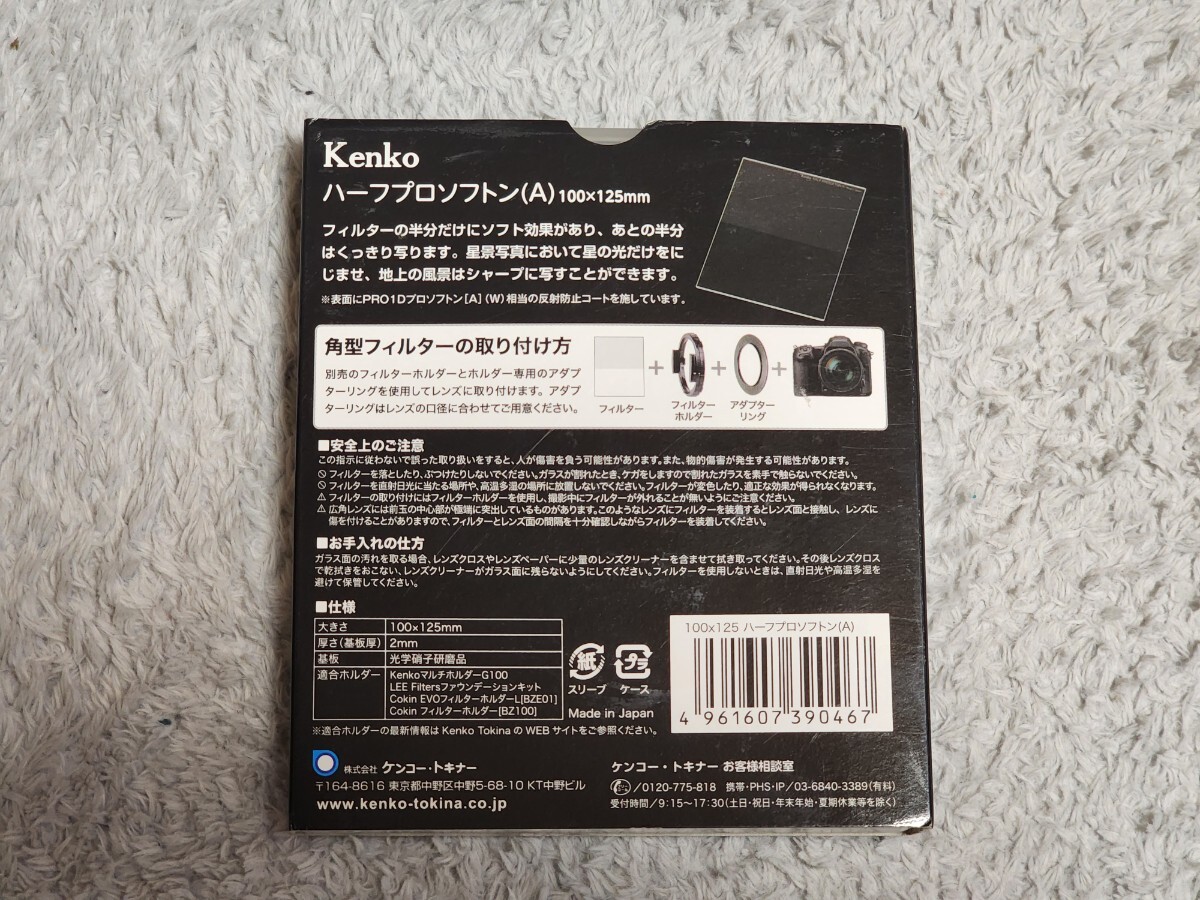 Kenko
ハーフプロソフトン(A) 100×125mm
フィルターの半分だけにソフト効果があり、あとの半分
はくっきり写ります。星景写真において星の光だけをに
じませ、地上の風景はシャープに写すことができます。
※表面にPRO1Dプロソフトン[A](W)相当の反射防止コートを施しています。
角型フィルターの取り付け方
別売のフィルターホルダーとホルダー専用のアダプ
ターリングを使用してレンズに取り付けます。アダプ
ターリングはレンズの口径に合わせてご用意ください。
フィルター
+
フィルター
ホルダー
+
アダプター
リング
+
■安全上のご注意
この指示に従わないで誤った取り扱いをすると、人が傷害を負う可能性があります。また、物的傷害が発生する可能性があります。
フィルターを落としたり、ぶつけたりしないでください。ガラスが割れたとき、ケガをしますので割れたガラスを素手で触らないでください。
フィルターを直射日光に当たる場所や、高温多湿の場所に放置しないでください。フィルターが変色したり、適正な効果が得られなくなります。
⚠ フィルターの取り付けにはフィルターホルダーを使用し、撮影中にフィルターが外れることが無いようにご注意ください。
⚠ 広角レンズには前玉の中心部が極端に突出しているものがあります。このようなレンズにフィルターを装着するとレンズ面と接触し、レンズに
傷を付けることがありますので、フィルターとレンズ面の間隔を十分確認しながらフィルターを装着してください。
■お手入れの仕方
ガラス面の汚れを取る場合、レンズクロスやレンズペーパーに少量のレンズクリーナーを含ませて拭き取ってください。その後レンズクロス
で乾拭きをおこない、レンズクリーナーがガラス面に残らないようにしてください。フィルターを使用しないときは、直射日光や高温多湿を
避けて保管してください。
■仕様
大きさ 100×125mm
厚さ(基板厚) 2mm
基板 光学硝子研磨品
適合ホルダー KenkoマルチホルダーG100
LEE Filtersファウンデーションキット
Cokin EVOフィルターホルダーL[BZE01]
Cokin フィルターホルダー[BZ100]
※適合ホルダーの最新情報は Kenko Tokina の WEB サイトをご参照ください。
紙
スリーブ
プラ
ケース
Made in Japan
100x125 ハーフプロソフトン(A)
4 961607 390467
株式会社 ケンコー・トキナー
〒164-8616 東京都中野区中野5-68-10 KT中野ビル
www.kenko-tokina.co.jp
ケンコー・トキナー お客様相談室
/0120-775-818 携帯・PHS・IP/03-6840-3389(有料)
受付時間/9:15~17:30(土日・祝日・年末年始・夏期休業等を除く)